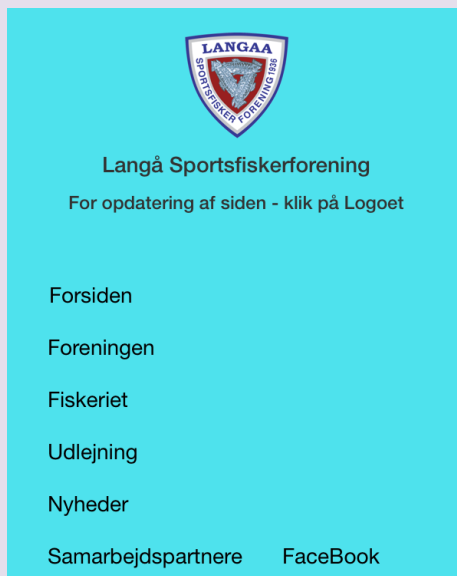 LANGAA
SPORTSFISKER FORENING 1936
Langå Sportsfiskerforening
For opdatering af siden - klik på Logoet
Forsiden
Foreningen
Fiskeriet
Udlejning
Nyheder
Samarbejdspartnere FaceBook